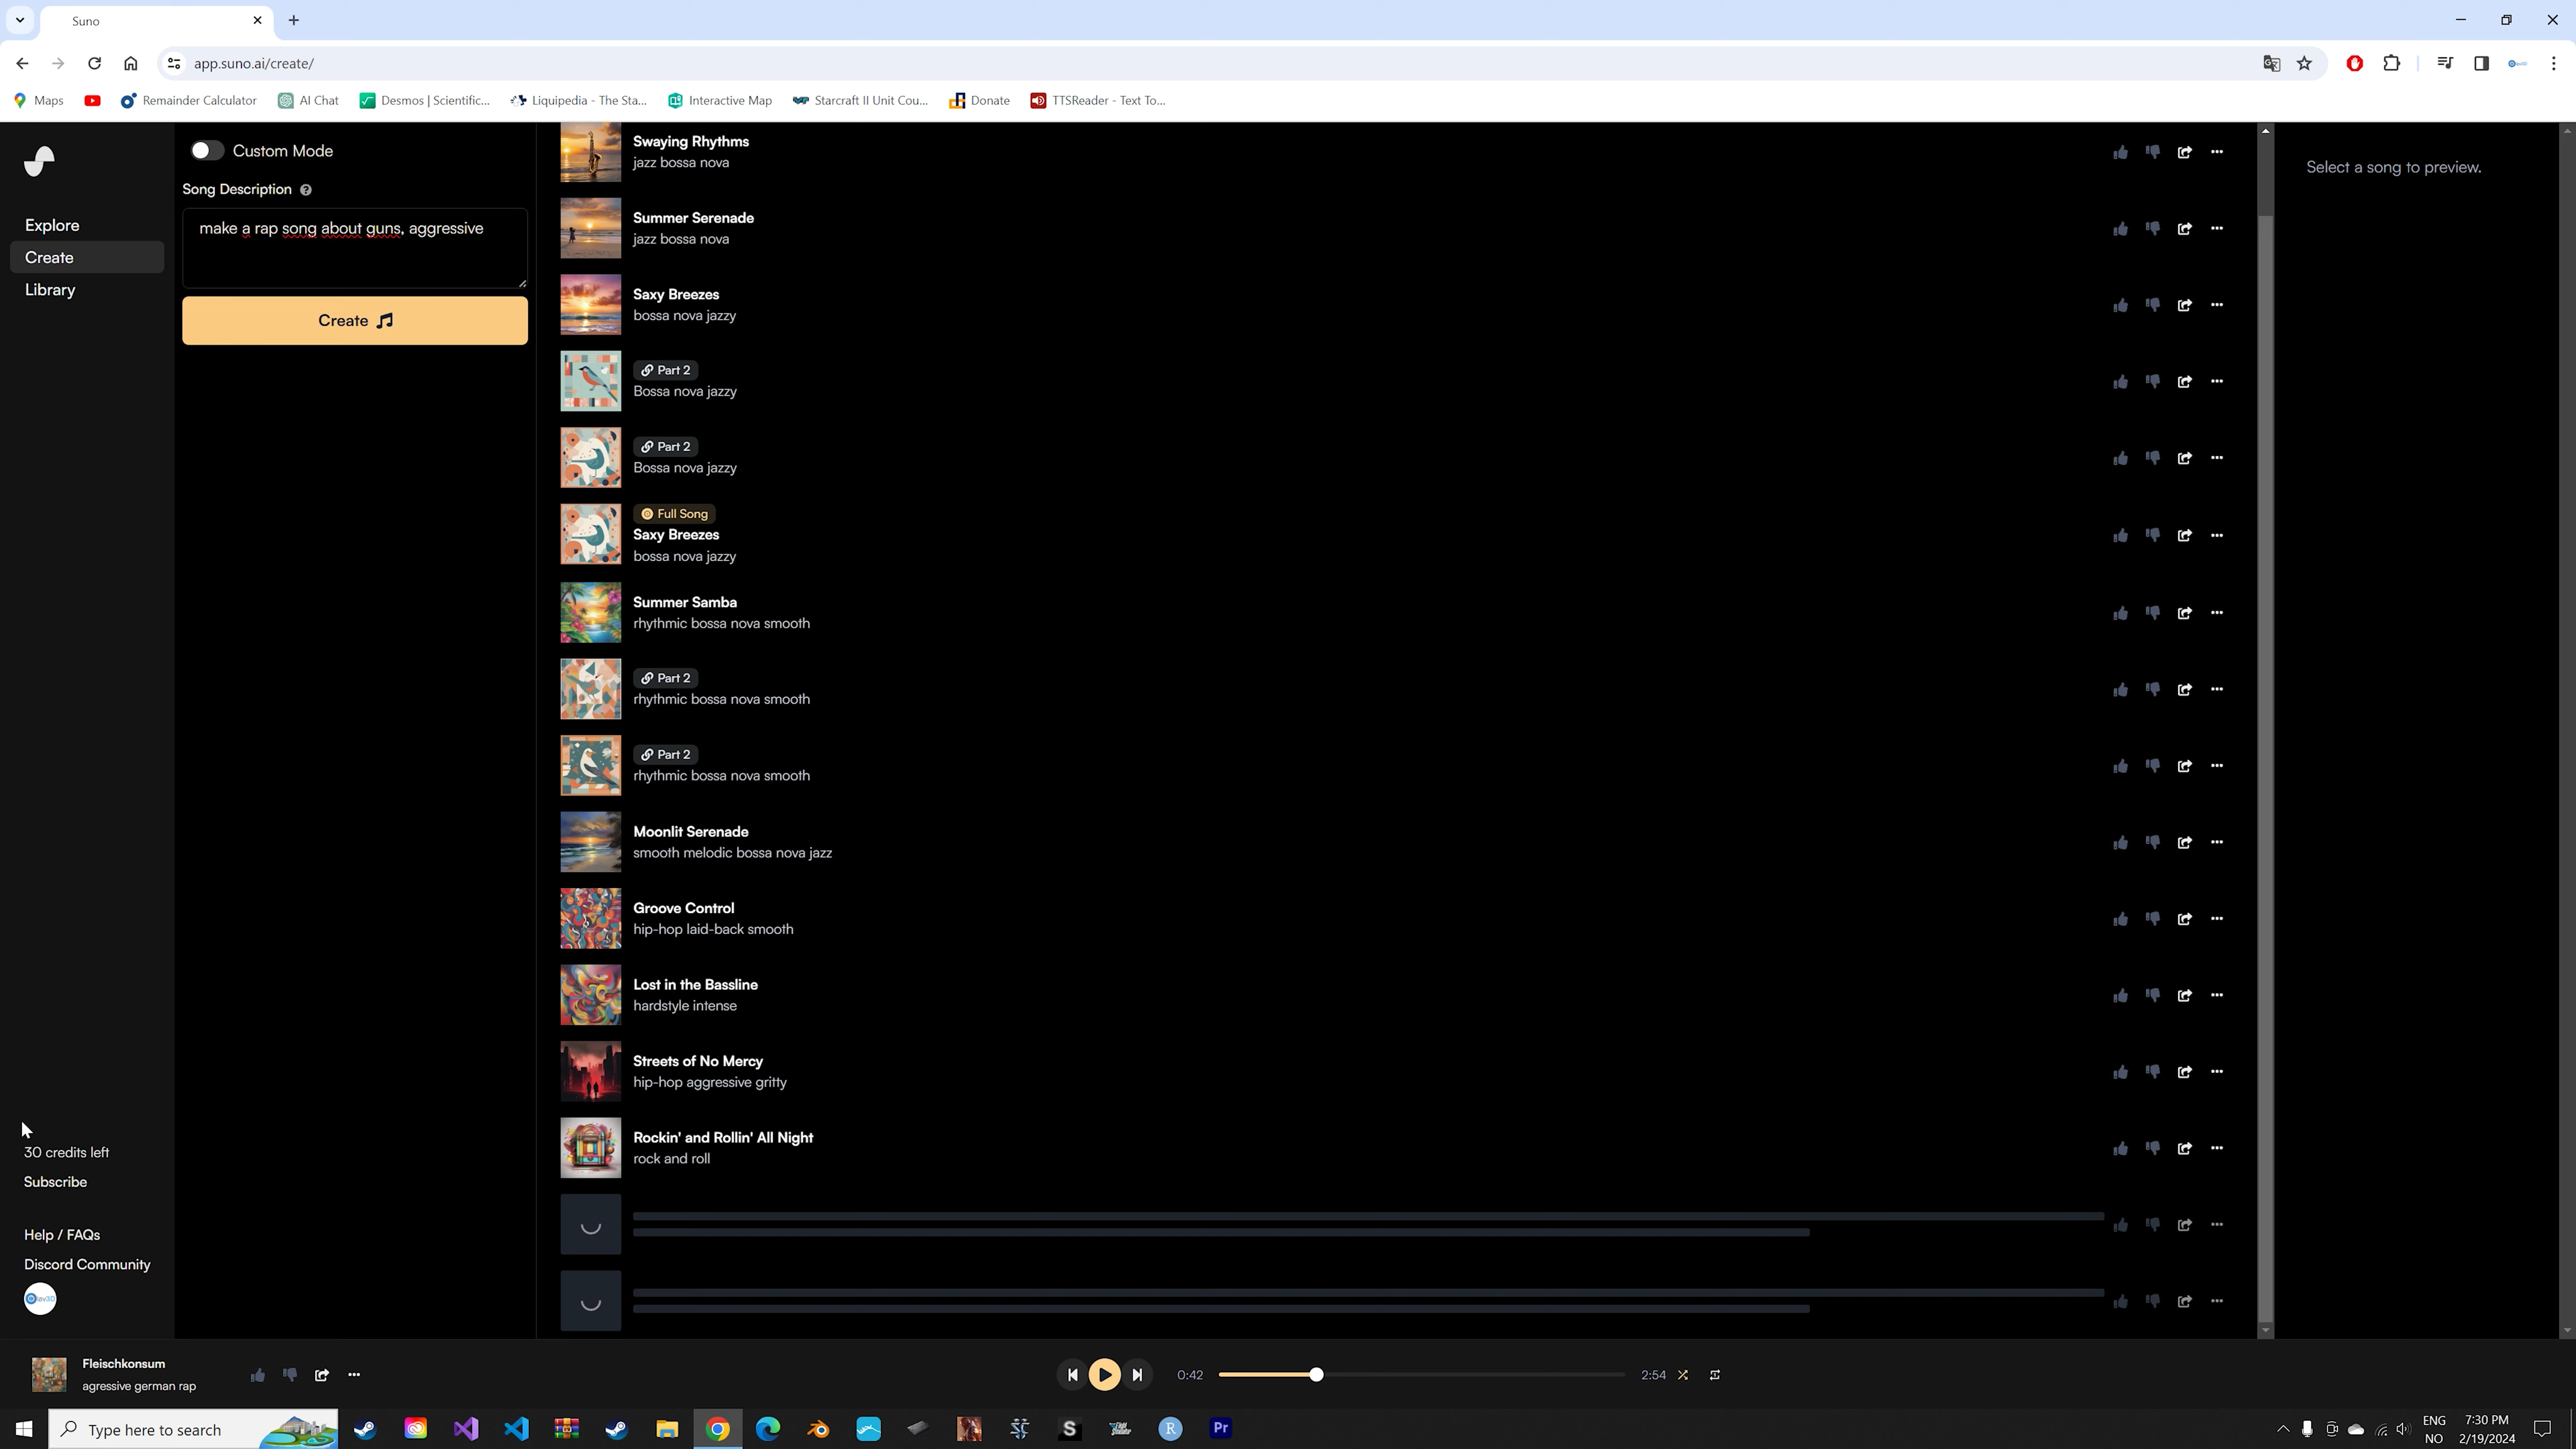 Suno
app.suno.ai/create/
Maps
Remainder Calculator
AI Chat
Desmos | Scientific...
Liquipedia - The Sta...
Interactive Map
Starcraft II Unit Cou...
Donate
TTSReader - Text To...
Explore
Create
Library
30 credits left
Subscribe
Help / FAQs
Discord Community
Custom Mode
Song Description
make a rap song about guns, aggressive
Create
Swaying Rhythms
jazz bossa nova
Summer Serenade
jazz bossa nova
Saxy Breezes
bossa nova jazzy
Part 2
Bossa nova jazzy
Part 2
Bossa nova jazzy
Full Song
Saxy Breezes
bossa nova jazzy
Summer Samba
rhythmic bossa nova smooth
Part 2
rhythmic bossa nova smooth
Part 2
rhythmic bossa nova smooth
Moonlit Serenade
smooth melodic bossa nova jazz
Groove Control
hip-hop laid-back smooth
Lost in the Bassline
hardstyle intense
Streets of No Mercy
hip-hop aggressive gritty
Rockin' and Rollin' All Night
rock and roll
Select a song to preview.
Fleischkonsum
agressive german rap
0:42
2:54
Type here to search
Pr
ENG
NO
7:30 PM
2/19/2024